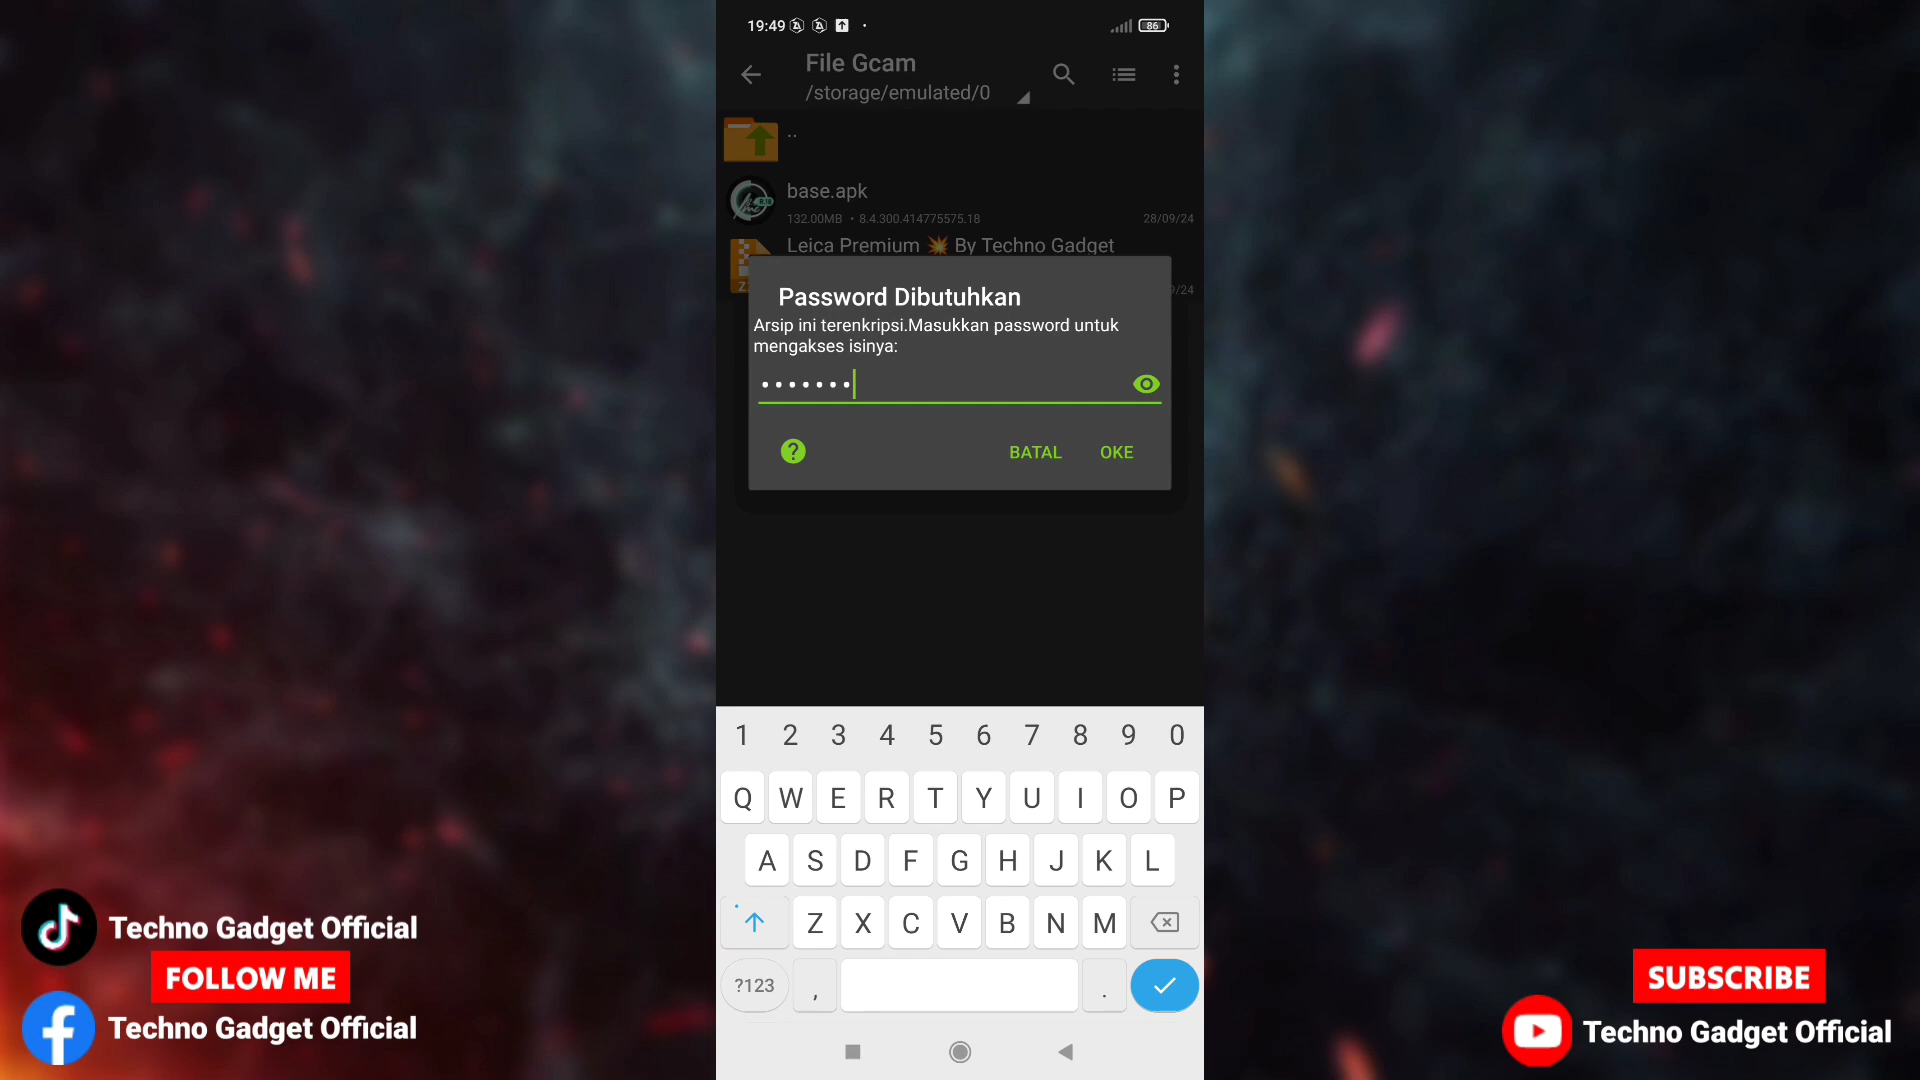 19:49
86
File Gcam
/storage/emulated/0
..
base.apk
132.00MB • 8.4.300.414775575.18
28/09/24
Leica Premium 💥 By Techno Gadget
9/24
Password Dibutuhkan
Arsip ini terenkripsi.Masukkan password untuk
mengakses isinya:
•••••••
?
BATAL OKE
1 2 3 4 5 6 7 8 9 0
Q W E R T Y U I O P
A S D F G H J K L
Z X C V B N M
?123 , .
Techno Gadget Official
FOLLOW ME
Techno Gadget Official
SUBSCRIBE
Techno Gadget Official